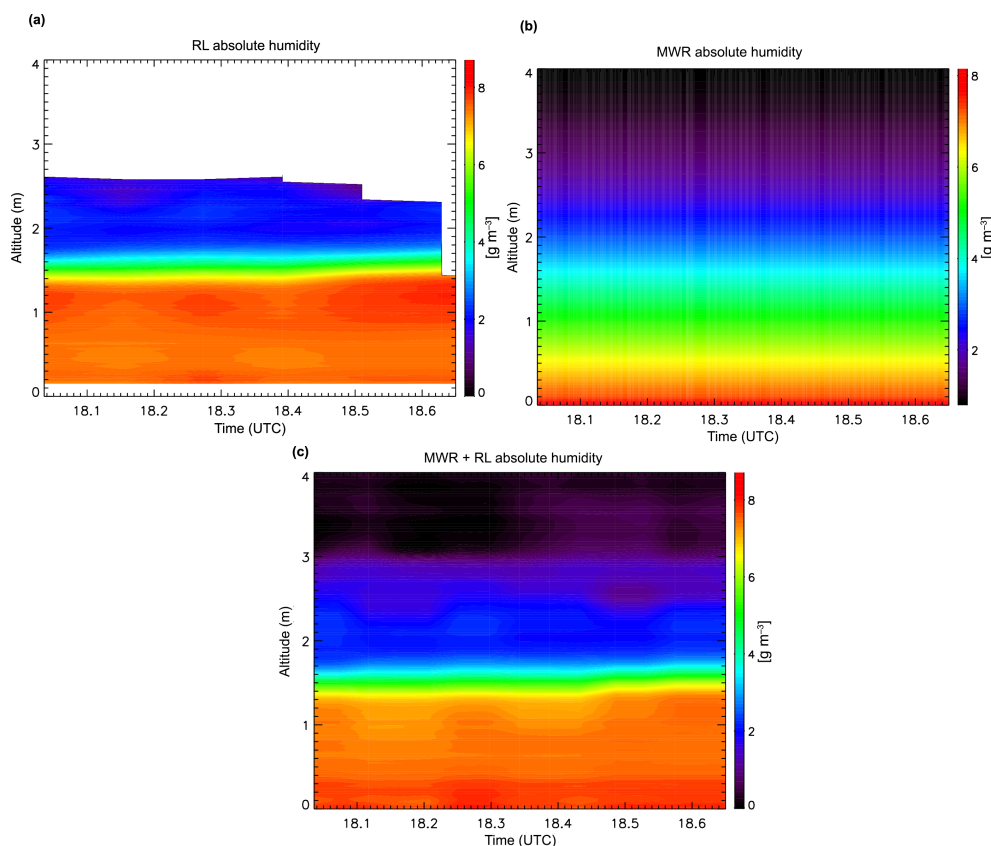 (a)
RL absolute humidity
4
3
2
1
0
Altitude (m)
18.1 18.2 18.3 18.4 18.5 18.6
Time (UTC)
8
6
4
2
0
[g m⁻³]
(b)
MWR absolute humidity
4
3
2
1
0
Altitude (m)
18.1 18.2 18.3 18.4 18.5 18.6
Time (UTC)
8
6
4
2
[g m⁻³]
(c)
MWR + RL absolute humidity
4
3
2
1
0
Altitude (m)
18.1 18.2 18.3 18.4 18.5 18.6
Time (UTC)
8
6
4
2
0
[g m⁻³]